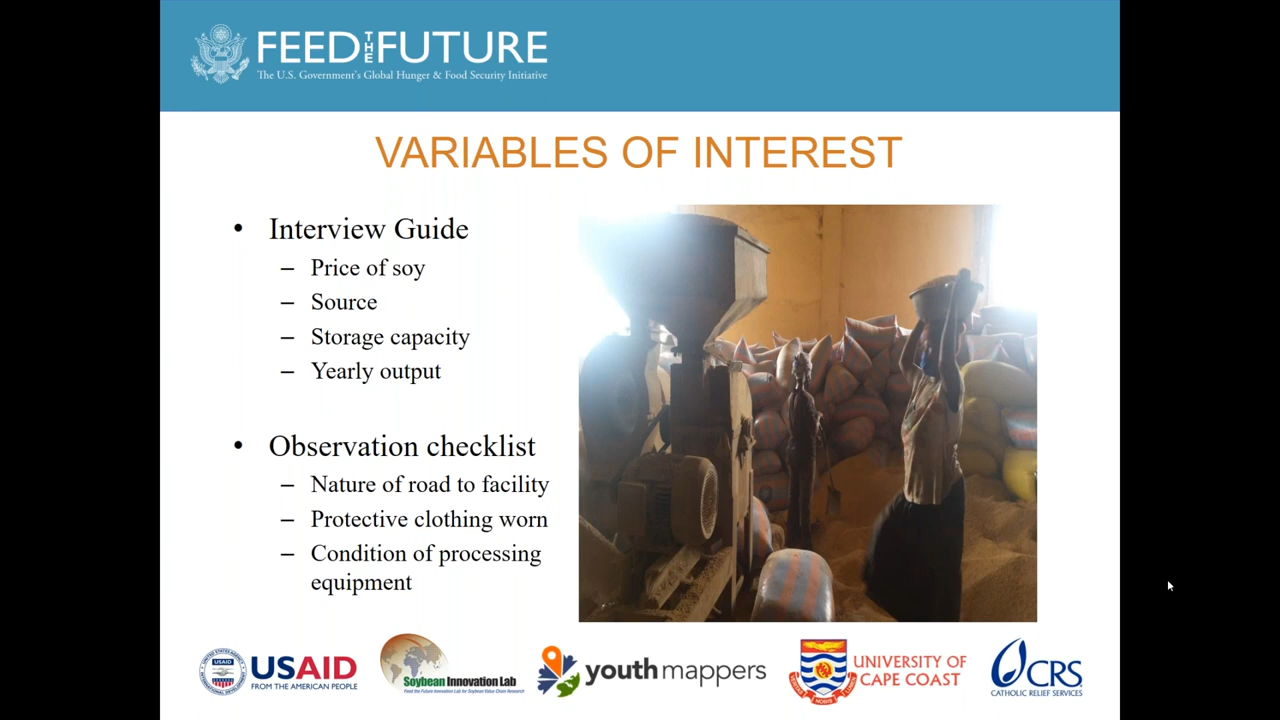 FEED THE FUTURE
The U.S. Government's Global Hunger & Food Security Initiative
VARIABLES OF INTEREST
• Interview Guide
– Price of soy
– Source
– Storage capacity
– Yearly output
• Observation checklist
– Nature of road to facility
– Protective clothing worn
– Condition of processing
equipment
USAID
USAID
FROM THE AMERICAN PEOPLE
Soybean Innovation Lab
Feed the Future Innovation Lab for Soybean Value Chain Research
youthmappers
UNIVERSITY OF
CAPE COAST
CRS
CATHOLIC RELIEF SERVICES